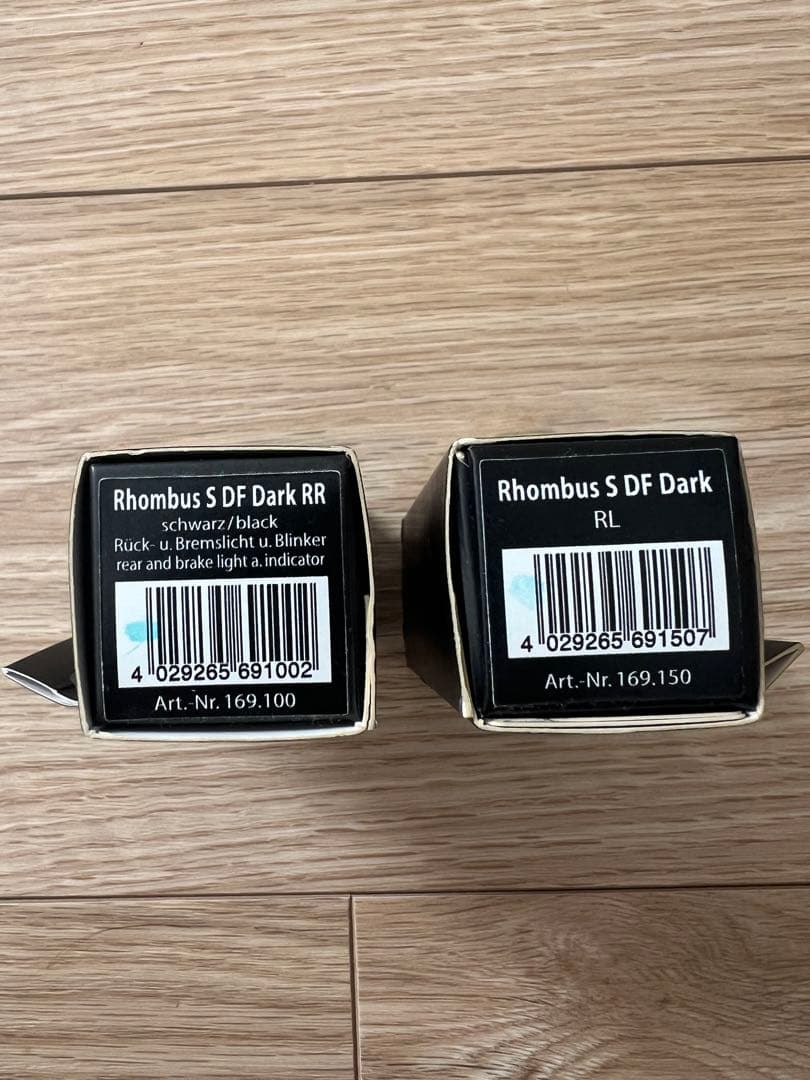 Rhombus S DF Dark RR
schwarz/black
Rück- u. Bremslicht u. Blinker
rear and brake light a. indicator
4 029265 691002
Art.-Nr. 169.100
Rhombus S DF Dark
RL
4 029265 691507
Art.-Nr. 169.150